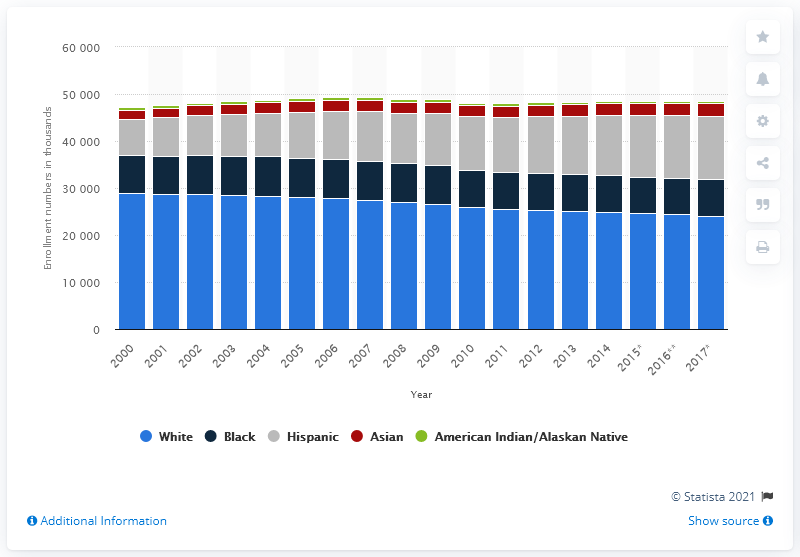 60 000
50 000
40 000
30 000
20 000
10 000
0
Enrollment numbers in thousands
2000 2001 2002 2003 2004 2005 2006 2007 2008 2009 2010 2011 2012 2013 2014 2015* 2016** 2017*
Year
White Black Hispanic Asian American Indian/Alaskan Native
© Statista 2021
Additional Information
Show source